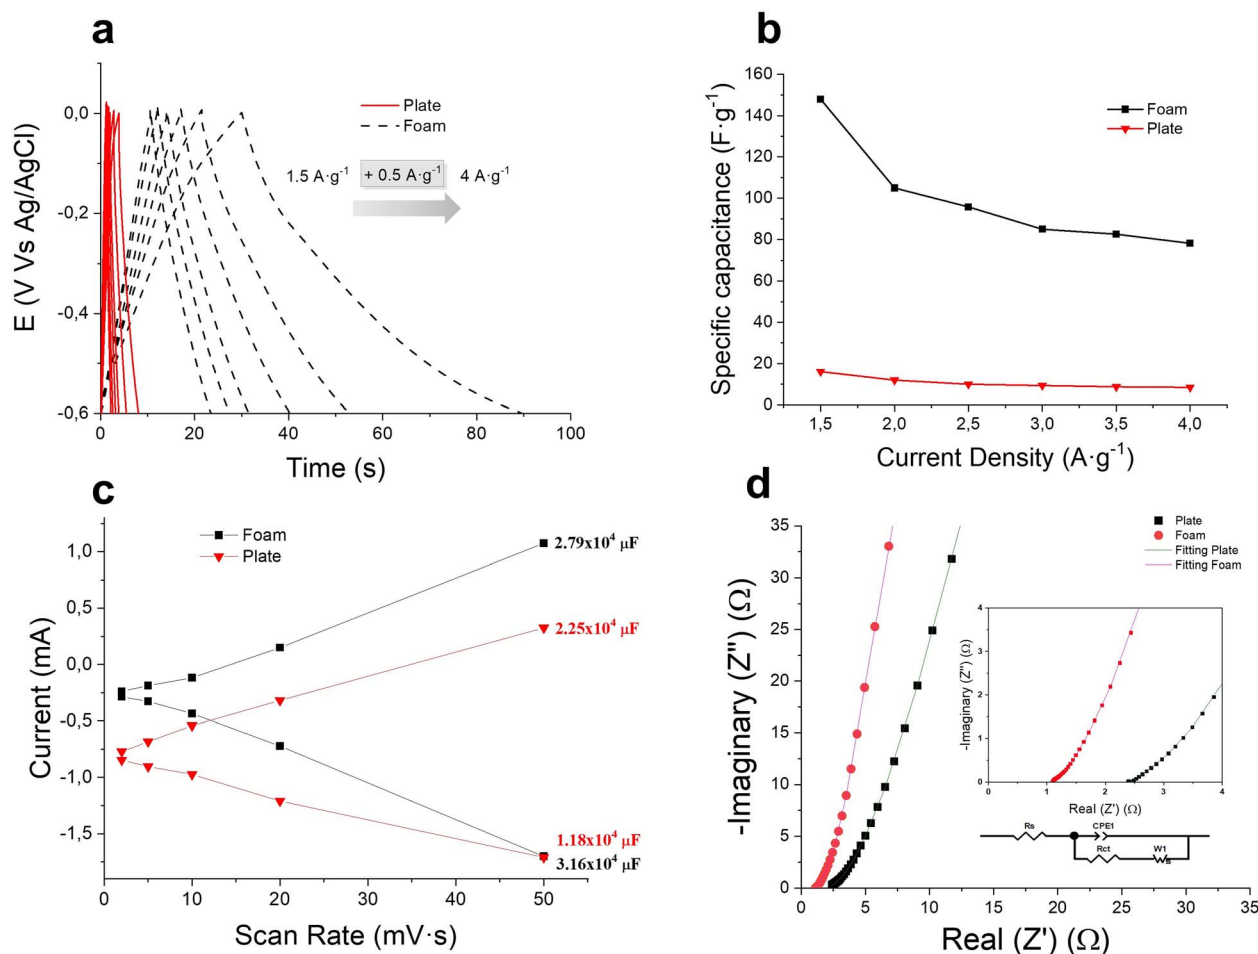 a
E (V Vs Ag/AgCl)
0,0
-0,2
-0,4
-0,6
0
20
40
60
80
100
Time (s)
Plate
Foam
1.5 A·g⁻¹
+ 0.5 A·g⁻¹
4 A·g⁻¹
b
Specific capacitance (F·g⁻¹)
160
140
120
100
80
60
40
20
0
1,5
2,0
2,5
3,0
3,5
4,0
Current Density (A·g⁻¹)
Foam
Plate
c
Current (mA)
1,0
0,5
0,0
-0,5
-1,0
-1,5
0
10
20
30
40
50
Scan Rate (mV·s)
Foam
Plate
2.79x10⁴ µF
2.25x10⁴ µF
1.18x10⁴ µF
3.16x10⁴ µF
d
-Imaginary (Z'') (Ω)
35
30
25
20
15
10
5
0
0
5
10
15
20
25
30
35
Real (Z') (Ω)
Plate
Foam
Fitting Plate
Fitting Foam
-Imaginary (Z'') (Ω)
4
3
2
1
0
0
1
2
3
4
Real (Z') (Ω)
Rs
CPE1
Rct
W1
s